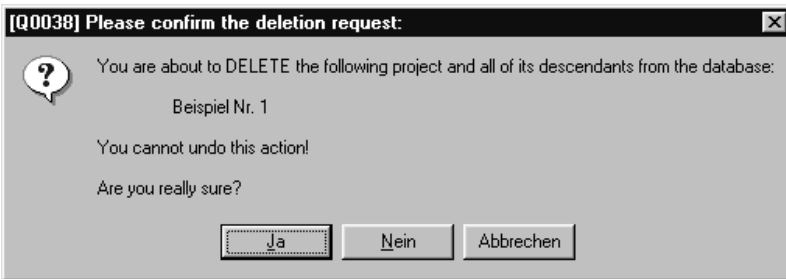 [Q0038] Please confirm the deletion request:
You are about to DELETE the following project and all of its descendants from the database:
Beispiel Nr. 1
You cannot undo this action!
Are you really sure?
Ja Nein Abbrechen